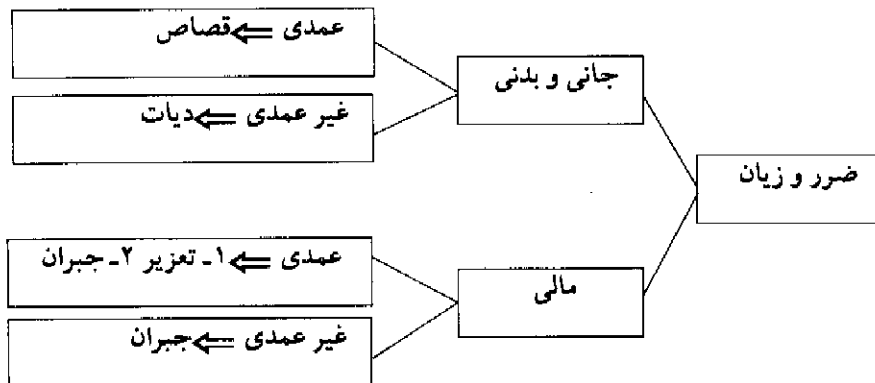 ضرر و زیان
جانی و بدنی
عمدی ⇐ قصاص
غیر عمدی ⇐ دیات
مالی
عمدی ⇐ ۱ـ تعزیر ۲ـ جبران
غیر عمدی ⇐ جبران